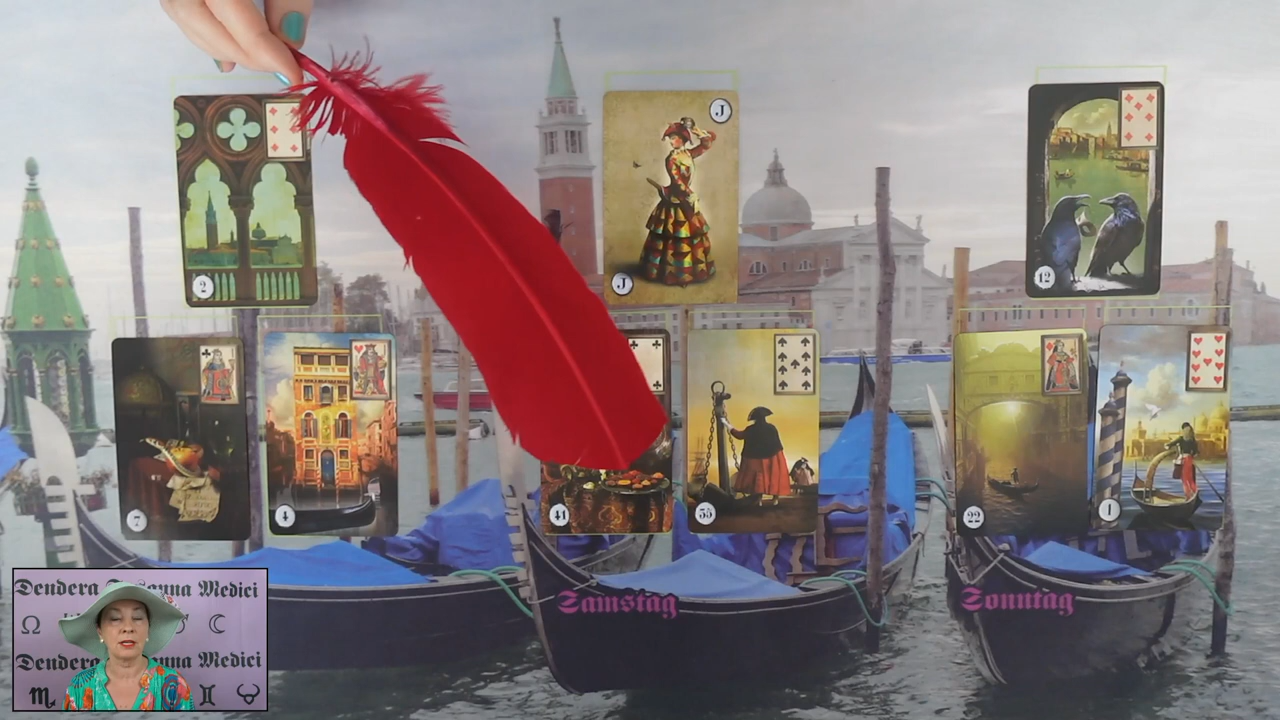 J
J
2
12
7
4
41
35
22
1
Samstag
Sonntag
Dendera
Medici
Dendera
Medici